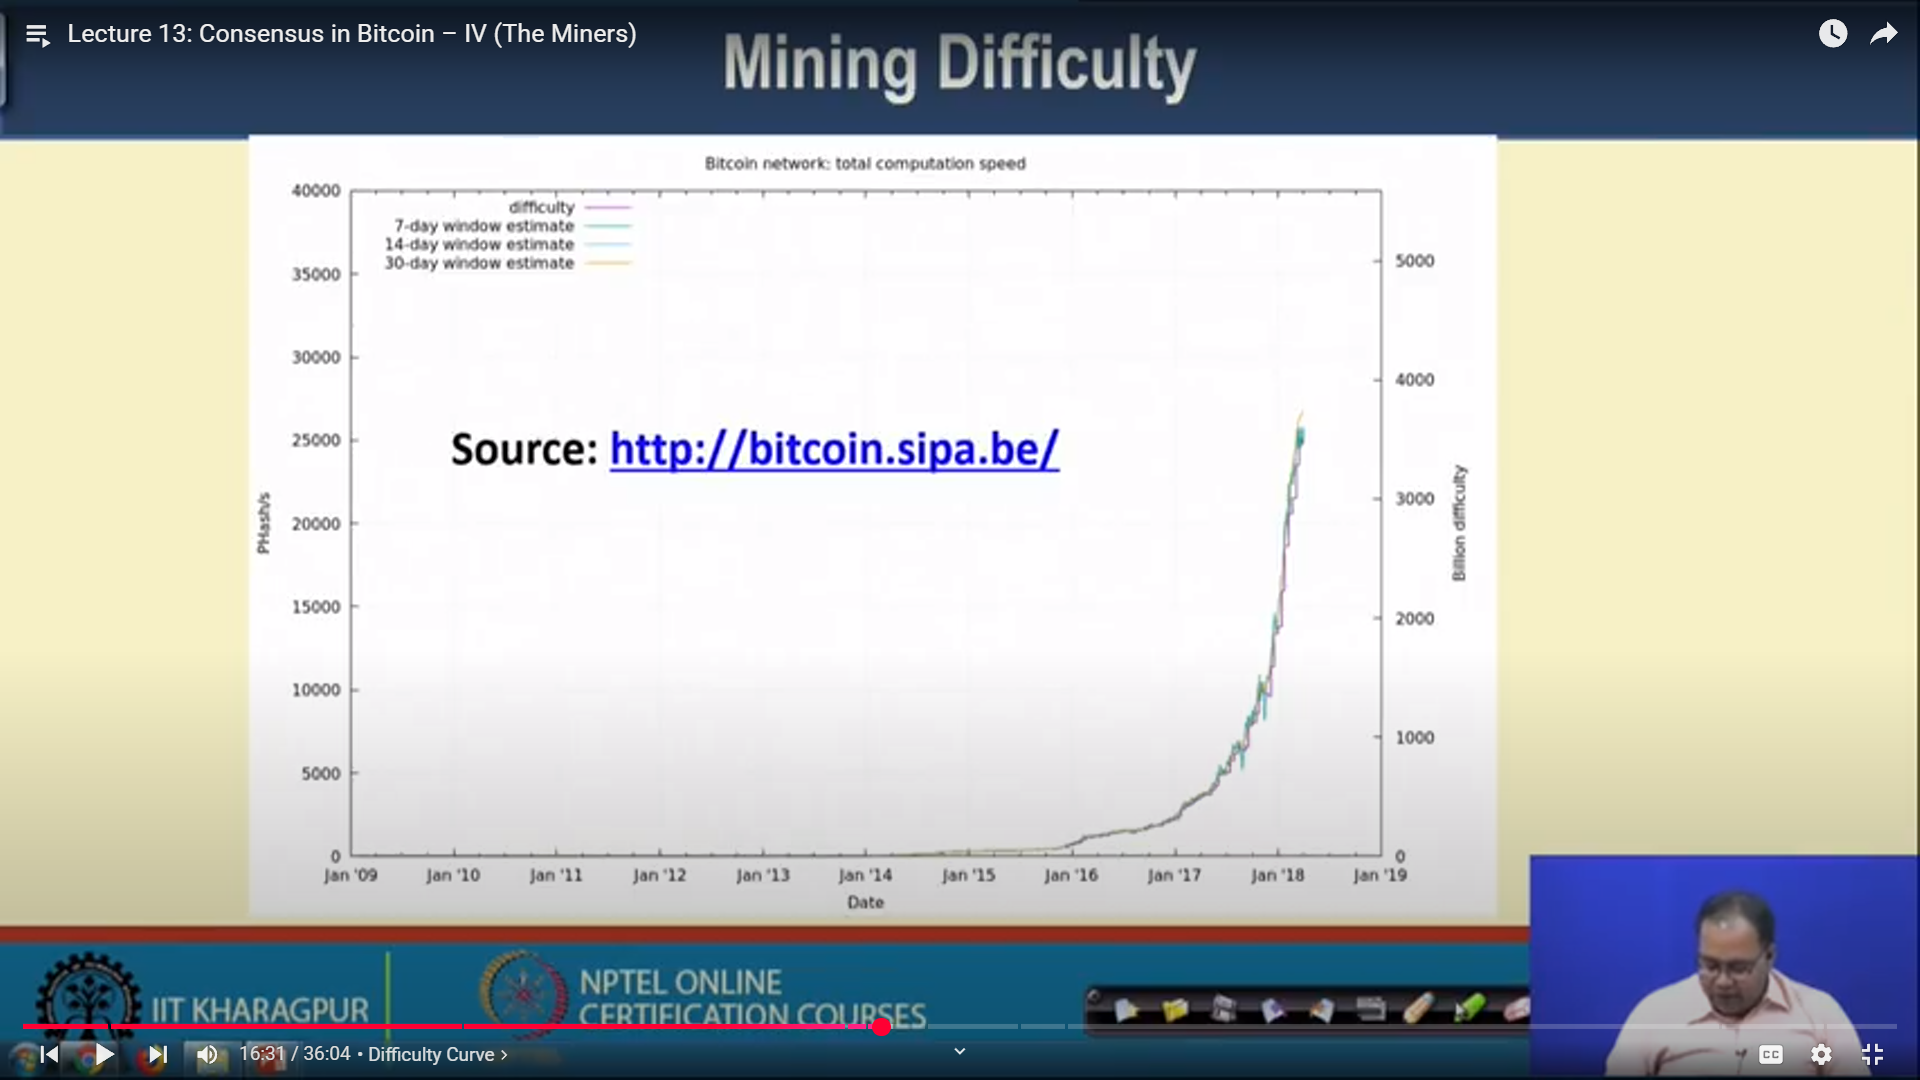 Lecture 13: Consensus in Bitcoin – IV (The Miners)
Mining Difficulty
Bitcoin network: total computation speed
difficulty
7-day window estimate
14-day window estimate
30-day window estimate
40000
35000
30000
25000
20000
15000
10000
5000
0
PHash/s
5000
4000
3000
2000
1000
0
Billion difficulty
Source: http://bitcoin.sipa.be/
Jan '09 Jan '10 Jan '11 Jan '12 Jan '13 Jan '14 Jan '15 Jan '16 Jan '17 Jan '18 Jan '19
Date
IIT KHARAGPUR
NPTEL ONLINE
CERTIFICATION COURSES
16:31 / 36:04 • Difficulty Curve ›
CC